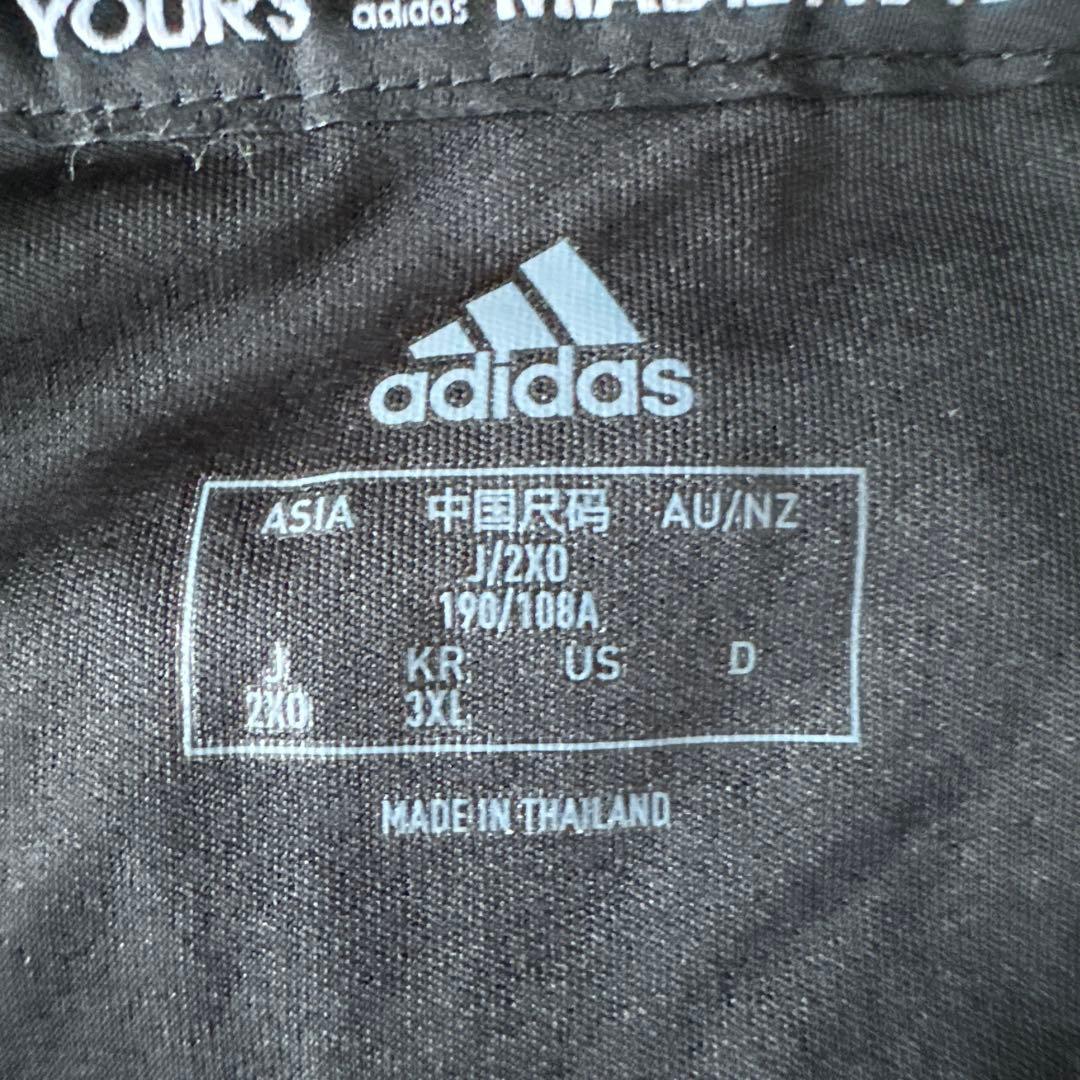 YOURS adidas
adidas
ASIA 中国尺码 AU/NZ
J/2XO
190/108A
J KR US D
2XO 3XL
MADE IN THAILAND